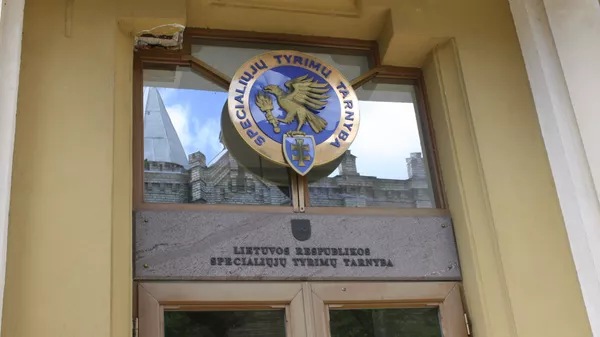 SPECIALIŲJŲ TYRIMŲ TARNYBA
LIETUVOS RESPUBLIKOS
SPECIALIŲJŲ TYRIMŲ TARNYBA